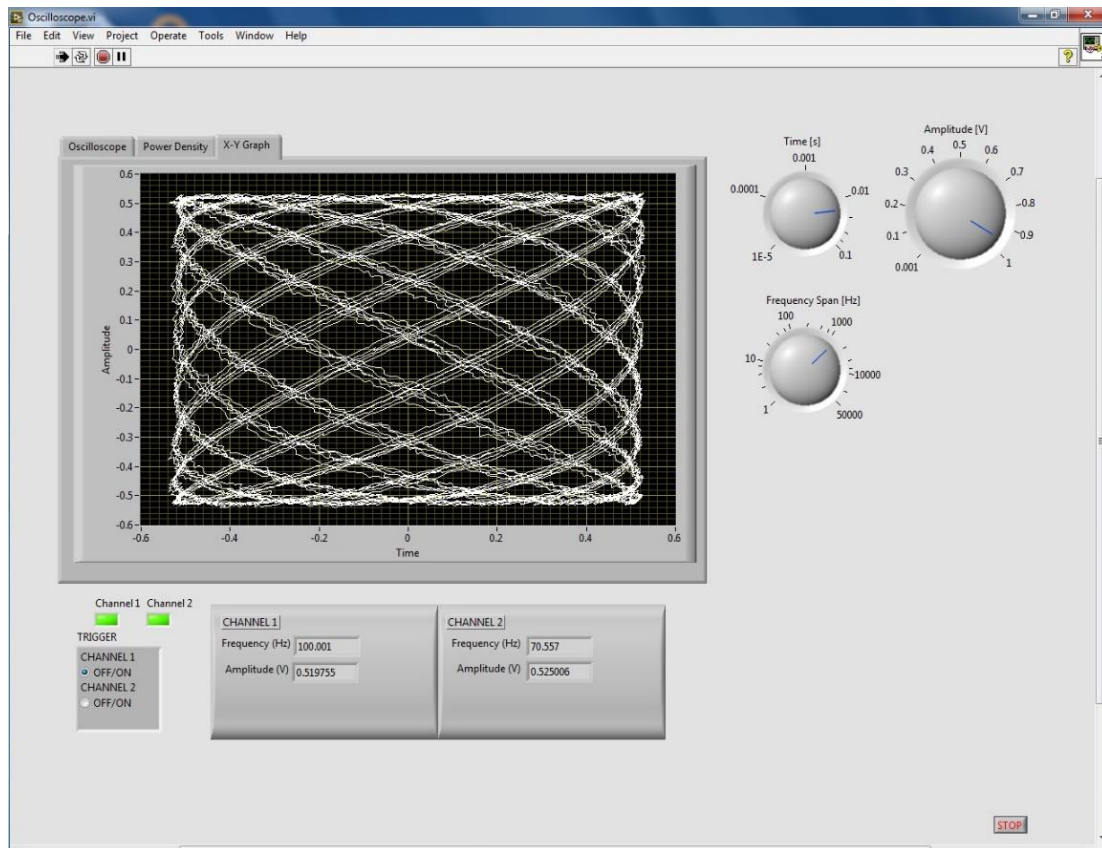 Oscilloscope.vi
File Edit View Project Operate Tools Window Help
Oscilloscope Power Density X-Y Graph
0.6
0.5
0.4
0.3
0.2
0.1
0
-0.1
-0.2
-0.3
-0.4
-0.5
-0.6
Amplitude
-0.6 -0.4 -0.2 0 0.2 0.4 0.6
Time
Time [s]
1E-5 0.0001 0.001 0.01 0.1
Amplitude [V]
0.001 0.1 0.2 0.3 0.4 0.5 0.6 0.7 0.8 0.9 1
Frequency Span [Hz]
1 10 100 1000 10000 50000
Channel 1 Channel 2
TRIGGER
CHANNEL 1
OFF/ON
CHANNEL 2
OFF/ON
CHANNEL 1
Frequency (Hz) 100.001
Amplitude (V) 0.519755
CHANNEL 2
Frequency (Hz) 70.557
Amplitude (V) 0.525006
STOP